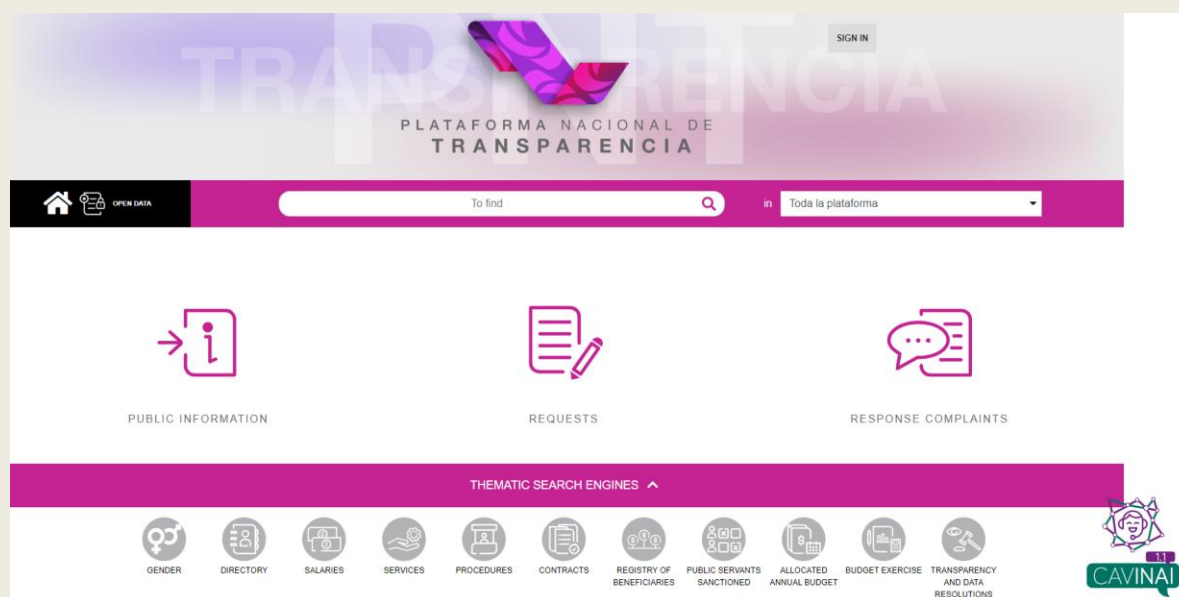 PNT
TRANSPARENCIA
SIGN IN
PLATAFORMA NACIONAL DE
TRANSPARENCIA
OPEN DATA
To find
in
Toda la plataforma
PUBLIC INFORMATION
REQUESTS
RESPONSE COMPLAINTS
THEMATIC SEARCH ENGINES
GENDER
DIRECTORY
SALARIES
SERVICES
PROCEDURES
CONTRACTS
REGISTRY OF
BENEFICIARIES
PUBLIC SERVANTS
SANCTIONED
ALLOCATED
ANNUAL BUDGET
BUDGET EXERCISE
TRANSPARENCY
AND DATA
RESOLUTIONS
1.1
CAVINAI